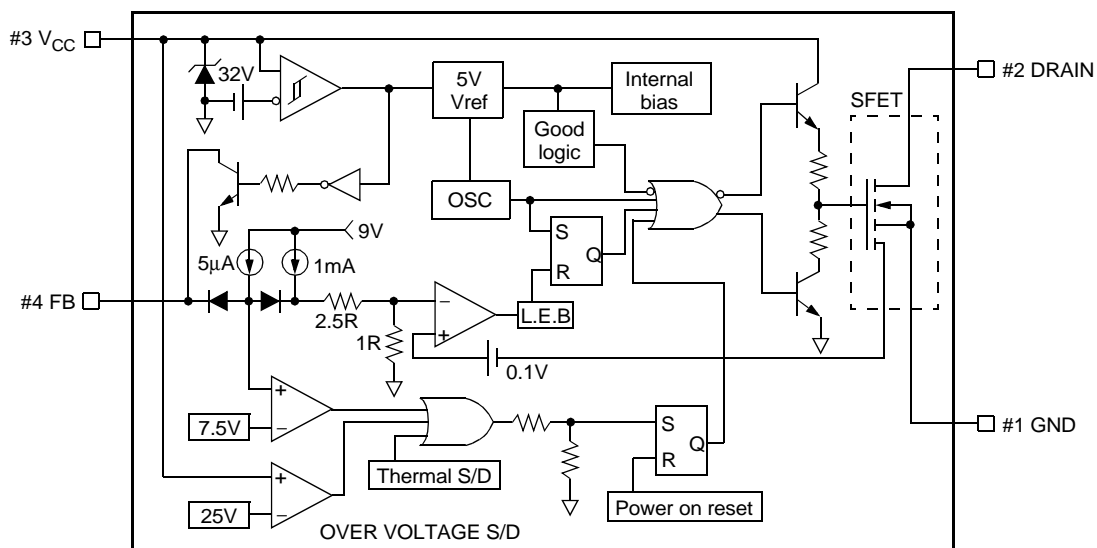 #3 VCC
32V
5V
Vref
Internal
bias
#2 DRAIN
SFET
Good
logic
OSC
9V
S
Q
R
5μA
1mA
#4 FB
2.5R
−
+
L.E.B
1R
0.1V
+
−
7.5V
S
Q
R
#1 GND
Thermal S/D
+
−
25V
Power on reset
OVER VOLTAGE S/D